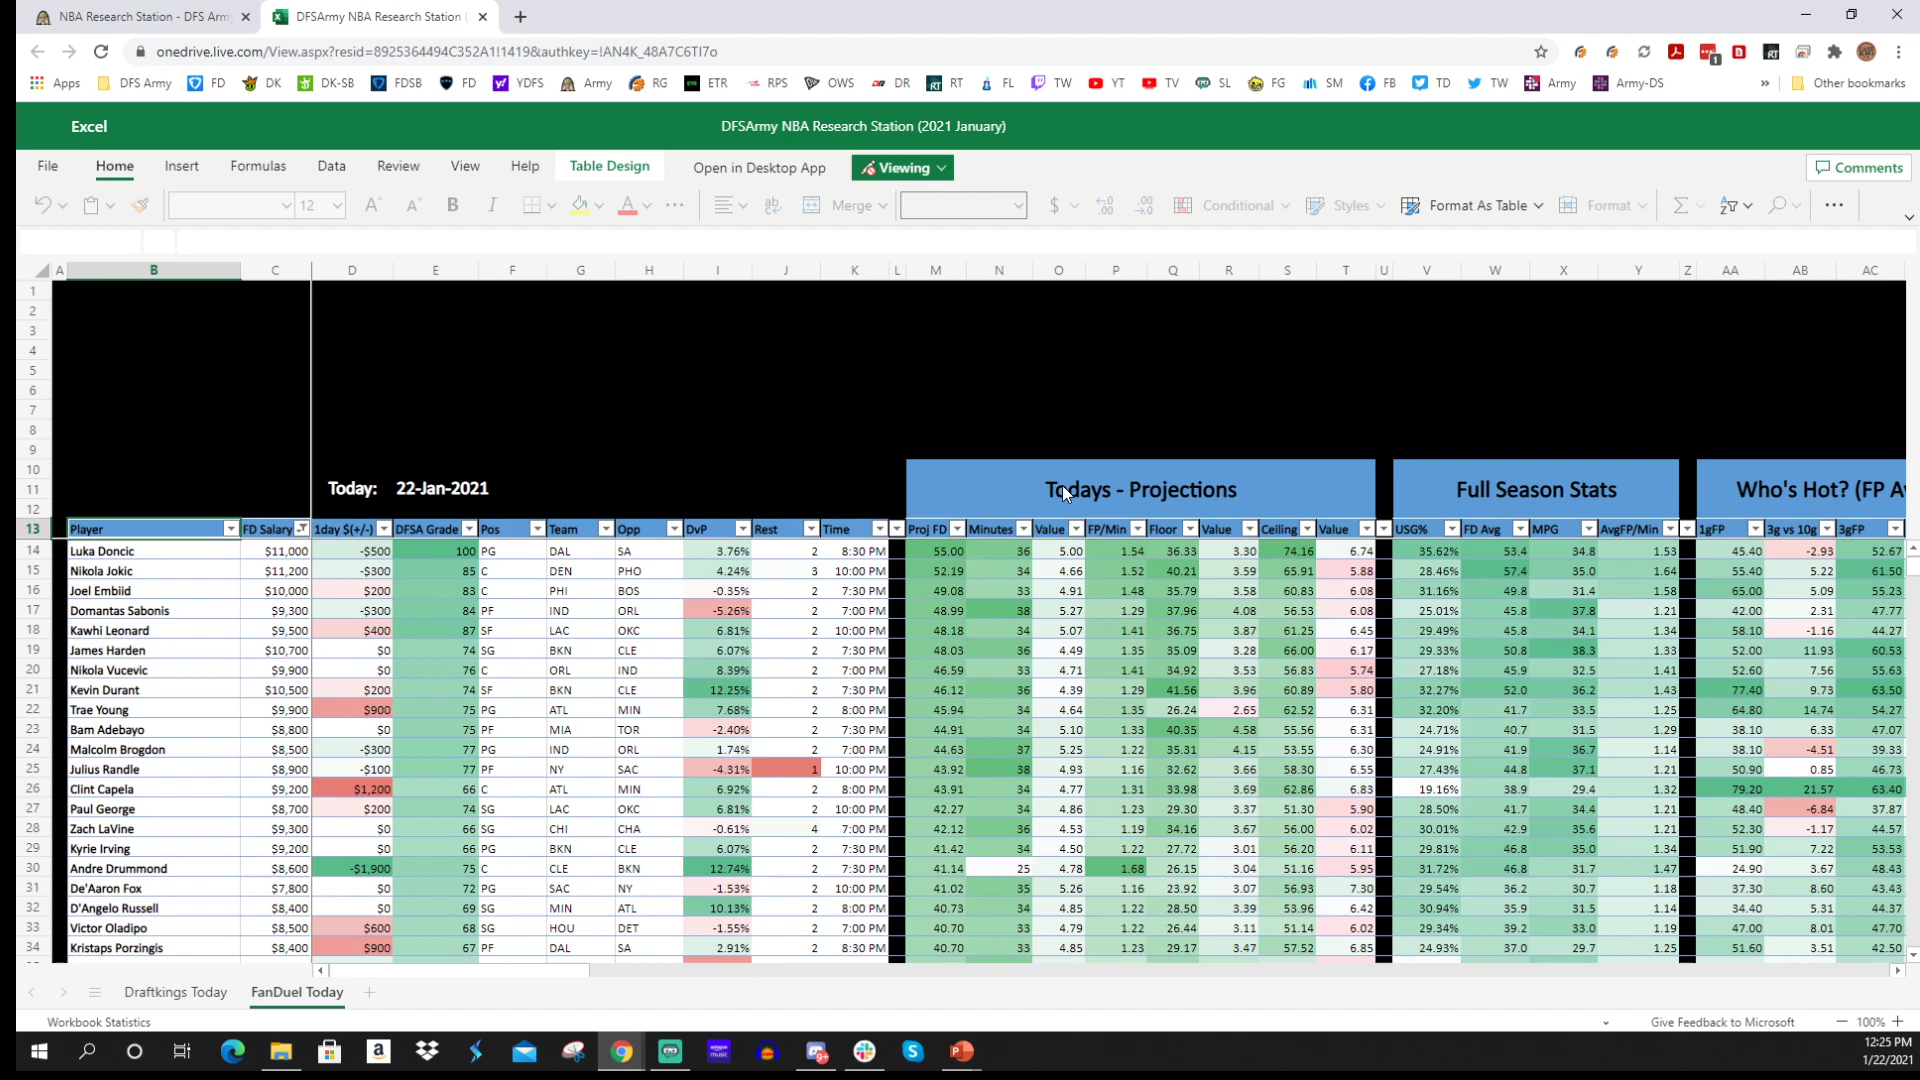 NBA Research Station - DFS Arm
DFSArmy NBA Research Station (
onedrive.live.com/View.aspx?resid=8925364494C352A1!1419&authkey=!AN4K_48A7C6TI7o
Apps DFS Army FD DK DK-SB FDSB FD YDFS Army RG ETR RPS OWS DR RT FL TW YT TV SL FG SM FB TD TW Army Army-DS » Other bookmarks
Excel DFSArmy NBA Research Station (2021 January)
File Home Insert Formulas Data Review View Help Table Design Open in Desktop App Viewing Comments
12 B I A Merge $ Conditional Styles Format As Table Format
A B C D E F G H I J K L M N O P Q R S T U V W X Y Z AA AB AC
1
2
3
4
5
6
7
8
9
10
11 Today: 22-Jan-2021 Todays - Projections Full Season Stats Who's Hot? (FP A
12
13 Player FD Salary 1day $(+/-) DFSA Grade Pos Team Opp DvP Rest Time Proj FD Minutes Value FP/Min Floor Value Ceiling Value USG% FD Avg MPG AvgFP/Min 1gFP 3g vs 10g 3gFP
14 Luka Doncic $11,000 -$500 100 PG DAL SA 3.76% 2 8:30 PM 55.00 36 5.00 1.54 36.33 3.30 74.16 6.74 35.62% 53.4 34.8 1.53 45.40 -2.93 52.67
15 Nikola Jokic $11,200 -$300 85 C DEN PHO 4.24% 3 10:00 PM 52.19 34 4.66 1.52 40.21 3.59 65.91 5.88 28.46% 57.4 35.0 1.64 55.40 5.22 61.50
16 Joel Embiid $10,000 $200 83 C PHI BOS -0.35% 2 7:30 PM 49.08 33 4.91 1.48 35.79 3.58 60.83 6.08 31.16% 49.8 31.4 1.58 65.00 5.09 55.23
17 Domantas Sabonis $9,300 -$300 84 PF IND ORL -5.26% 2 7:00 PM 48.99 38 5.27 1.29 37.96 4.08 56.53 6.08 25.01% 45.8 37.8 1.21 42.00 2.31 47.77
18 Kawhi Leonard $9,500 $400 87 SF LAC OKC 6.81% 2 10:00 PM 48.18 34 5.07 1.41 36.75 3.87 61.25 6.45 29.49% 45.8 34.1 1.34 58.10 -1.16 44.27
19 James Harden $10,700 $0 74 SG BKN CLE 6.07% 2 7:30 PM 48.03 36 4.49 1.35 35.09 3.28 66.00 6.17 29.33% 50.8 38.3 1.33 52.00 11.93 60.53
20 Nikola Vucevic $9,900 $0 76 C ORL IND 8.39% 2 7:00 PM 46.59 33 4.71 1.41 34.92 3.53 56.83 5.74 27.18% 45.9 32.5 1.41 52.60 7.56 55.63
21 Kevin Durant $10,500 $200 74 SF BKN CLE 12.25% 2 7:30 PM 46.12 36 4.39 1.29 41.56 3.96 60.89 5.80 32.27% 52.0 36.2 1.43 77.40 9.73 63.50
22 Trae Young $9,900 $900 75 PG ATL MIN 7.68% 2 8:00 PM 45.94 34 4.64 1.35 26.24 2.65 62.52 6.31 32.20% 41.7 33.5 1.25 64.80 14.74 54.27
23 Bam Adebayo $8,800 $0 75 PF MIA TOR -2.40% 2 7:30 PM 44.91 34 5.10 1.33 40.35 4.58 55.56 6.31 24.71% 40.7 31.5 1.29 38.10 6.33 47.07
24 Malcolm Brogdon $8,500 -$300 77 PG IND ORL 1.74% 2 7:00 PM 44.63 37 5.25 1.22 35.31 4.15 53.55 6.30 24.91% 41.9 36.7 1.14 38.10 -4.51 39.33
25 Julius Randle $8,900 -$100 77 PF NY SAC -4.31% 1 10:00 PM 43.92 38 4.93 1.16 32.62 3.66 58.30 6.55 27.43% 44.8 37.1 1.21 50.90 0.85 46.73
26 Clint Capela $9,200 $1,200 66 C ATL MIN 6.92% 2 8:00 PM 43.91 34 4.77 1.31 33.98 3.69 62.86 6.83 19.16% 38.9 29.4 1.32 79.20 21.57 63.40
27 Paul George $8,700 $200 74 SG LAC OKC 6.81% 2 10:00 PM 42.27 34 4.86 1.23 29.30 3.37 51.30 5.90 28.50% 41.7 34.4 1.21 48.40 -6.84 37.87
28 Zach LaVine $9,300 $0 66 SG CHI CHA -0.61% 4 7:00 PM 42.12 36 4.53 1.19 34.16 3.67 56.00 6.02 30.01% 42.9 35.6 1.21 52.30 -1.17 44.57
29 Kyrie Irving $9,200 $0 66 PG BKN CLE 6.07% 2 7:30 PM 41.42 34 4.50 1.22 27.72 3.01 56.20 6.11 29.81% 46.8 35.0 1.34 51.90 7.22 53.53
30 Andre Drummond $8,600 -$1,900 75 C CLE BKN 12.74% 2 7:30 PM 41.14 25 4.78 1.68 26.15 3.04 51.16 5.95 31.72% 46.8 31.7 1.47 24.90 3.67 48.43
31 De'Aaron Fox $7,800 $0 72 PG SAC NY -1.53% 2 10:00 PM 41.02 35 5.26 1.16 23.92 3.07 56.93 7.30 29.54% 36.2 30.7 1.18 37.30 8.60 43.43
32 D'Angelo Russell $8,400 $0 69 SG MIN ATL 10.13% 2 8:00 PM 40.73 34 4.85 1.22 28.50 3.39 53.96 6.42 30.94% 35.9 31.5 1.14 34.40 5.31 44.37
33 Victor Oladipo $8,500 $600 68 SG HOU DET -1.55% 2 7:00 PM 40.70 33 4.79 1.22 26.44 3.11 51.14 6.02 29.34% 39.2 33.0 1.19 47.00 8.01 47.70
34 Kristaps Porzingis $8,400 $900 67 PF DAL SA 2.91% 2 8:30 PM 40.70 33 4.85 1.23 29.17 3.47 57.52 6.85 24.93% 37.0 29.7 1.25 51.60 3.51 42.50
Draftkings Today FanDuel Today
Workbook Statistics Give Feedback to Microsoft 100%
12:25 PM
1/22/2021